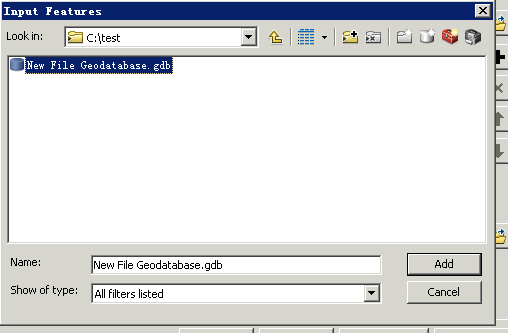 Input Features
Look in: C:\test
New File Geodatabase.gdb
Name: New File Geodatabase.gdb Add
Show of type: All filters listed Cancel